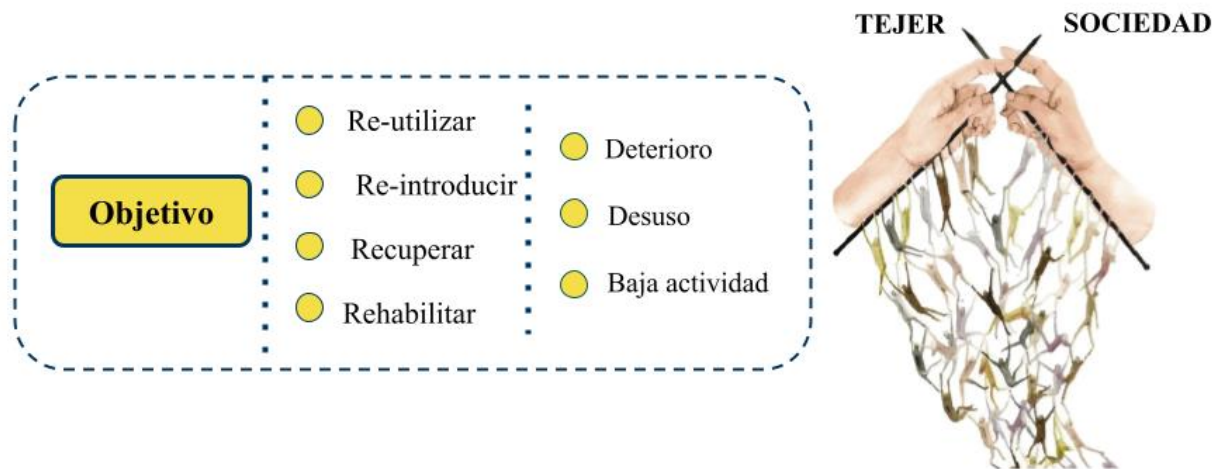 TEJER SOCIEDAD
Objetivo
Re-utilizar
Re-introducir
Recuperar
Rehabilitar
Deterioro
Desuso
Baja actividad